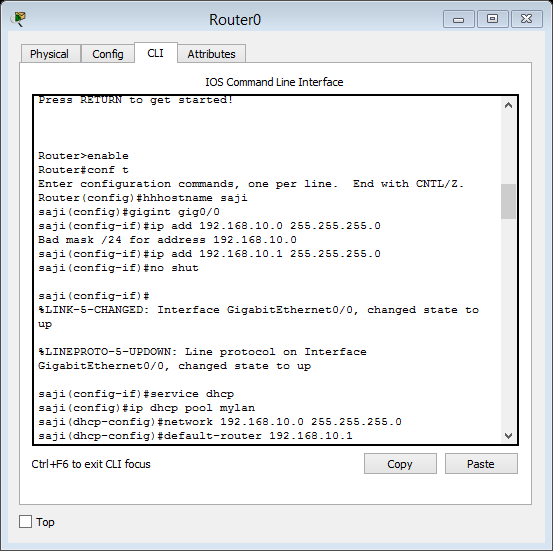 Router0
Physical Config CLI Attributes
IOS Command Line Interface
Press RETURN to get started!
Router>enable
Router#conf t
Enter configuration commands, one per line.  End with CNTL/Z.
Router(config)#hhhostname saji
saji(config)#gigint gig0/0
saji(config-if)#ip add 192.168.10.0 255.255.255.0
Bad mask /24 for address 192.168.10.0
saji(config-if)#ip add 192.168.10.1 255.255.255.0
saji(config-if)#no shut
saji(config-if)#
%LINK-5-CHANGED: Interface GigabitEthernet0/0, changed state to
up
%LINEPROTO-5-UPDOWN: Line protocol on Interface
GigabitEthernet0/0, changed state to up
saji(config-if)#service dhcp
saji(config)#ip dhcp pool mylan
saji(dhcp-config)#network 192.168.10.0 255.255.255.0
saji(dhcp-config)#default-router 192.168.10.1
Ctrl+F6 to exit CLI focus
Copy Paste
Top